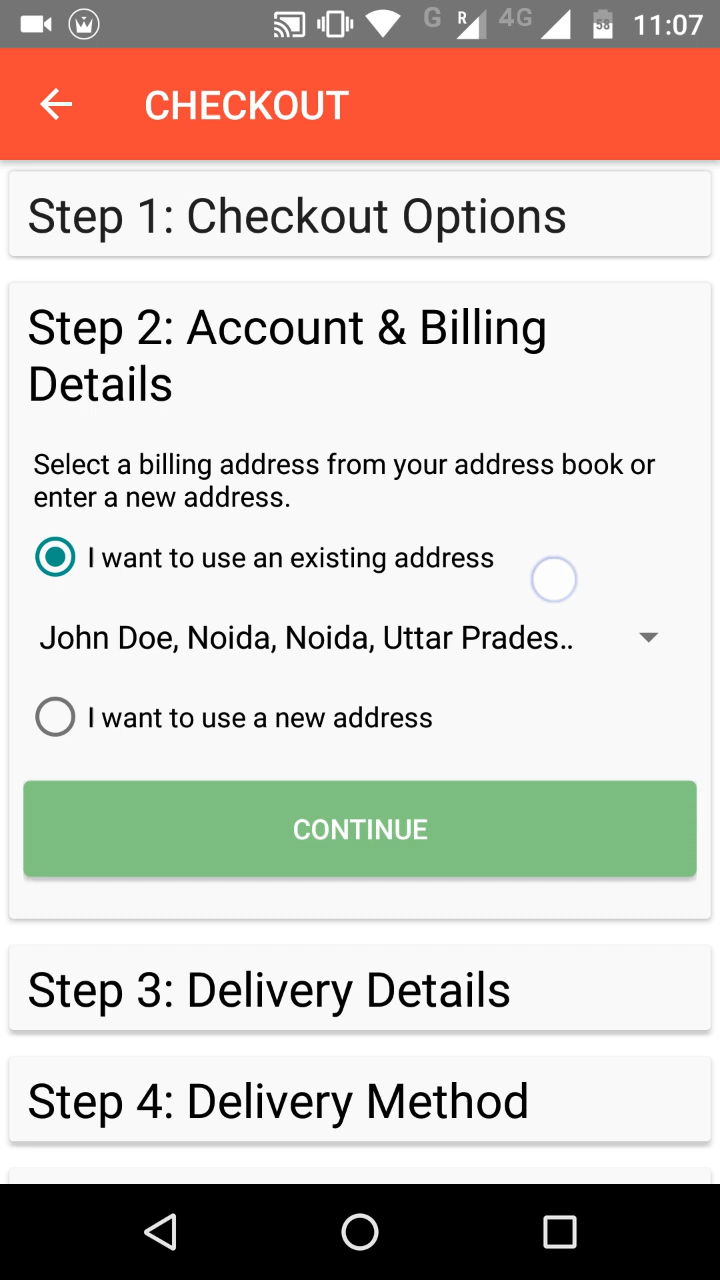 G R 4G 58 11:07
CHECKOUT
Step 1: Checkout Options
Step 2: Account & Billing
Details
Select a billing address from your address book or
enter a new address.
I want to use an existing address
John Doe, Noida, Noida, Uttar Prades..
I want to use a new address
CONTINUE
Step 3: Delivery Details
Step 4: Delivery Method